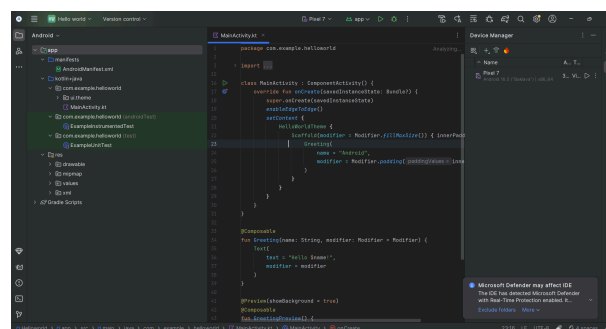 Hello world
Version control
Pixel 7
app
Android
MainActivity.kt
Device Manager
app
manifests
AndroidManifest.xml
kotlin+java
com.example.helloworld
ui.theme
MainActivity.kt
com.example.helloworld (androidTest)
ExampleInstrumentedTest
com.example.helloworld (test)
ExampleUnitTest
res
drawable
mipmap
values
xml
Gradle Scripts
package com.example.helloworld
Analyzing...
import ...
class MainActivity : ComponentActivity() {
override fun onCreate(savedInstanceState: Bundle?) {
super.onCreate(savedInstanceState)
enableEdgeToEdge()
setContent {
HelloWorldTheme {
Scaffold(modifier = Modifier.fillMaxSize()) { innerPadd
Greeting(
name = "Android",
modifier = Modifier.padding( paddingValues = inne
)
}
}
}
}
}
@Composable
fun Greeting(name: String, modifier: Modifier = Modifier) {
Text(
text = "Hello $name!",
modifier = modifier
)
}
@Preview(showBackground = true)
@Composable
fun GreetingPreview() {
Name
Pixel 7
Microsoft Defender may affect IDE
The IDE has detected Microsoft Defender
with Real-Time Protection enabled. It...
Exclude folders More